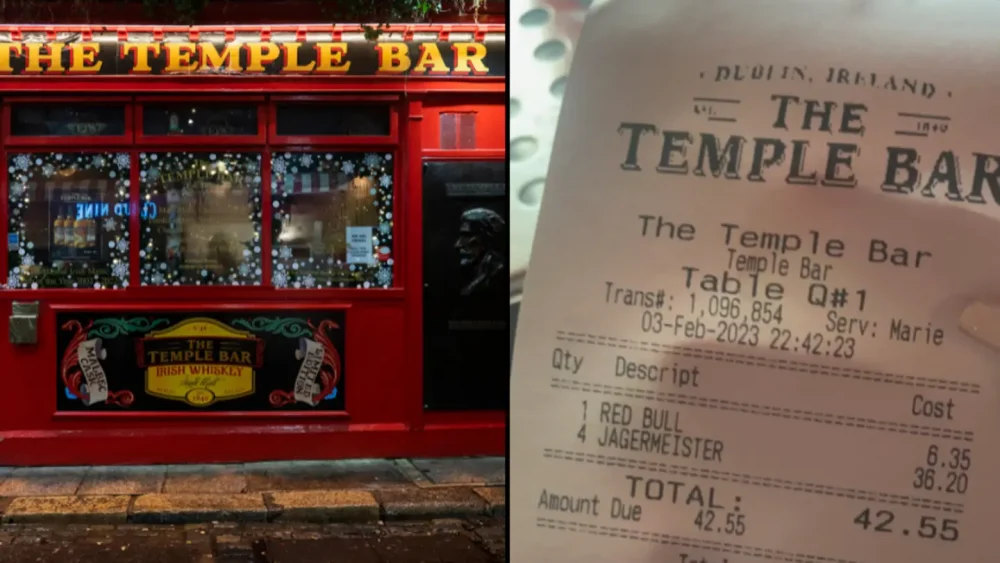 THE TEMPLE BAR
THE
TEMPLE BAR
IRISH WHISKEY
· DUBLIN, IRELAND ·
THE
1840
TEMPLE BAR
The Temple Bar
Temple Bar
Table Q#1
Trans#: 1,096,854 Serv: Marie
03-Feb-2023 22:42:23
Qty Descript Cost
1 RED BULL 6.35
4 JAGERMEISTER 36.20
TOTAL: 42.55
Amount Due 42.55